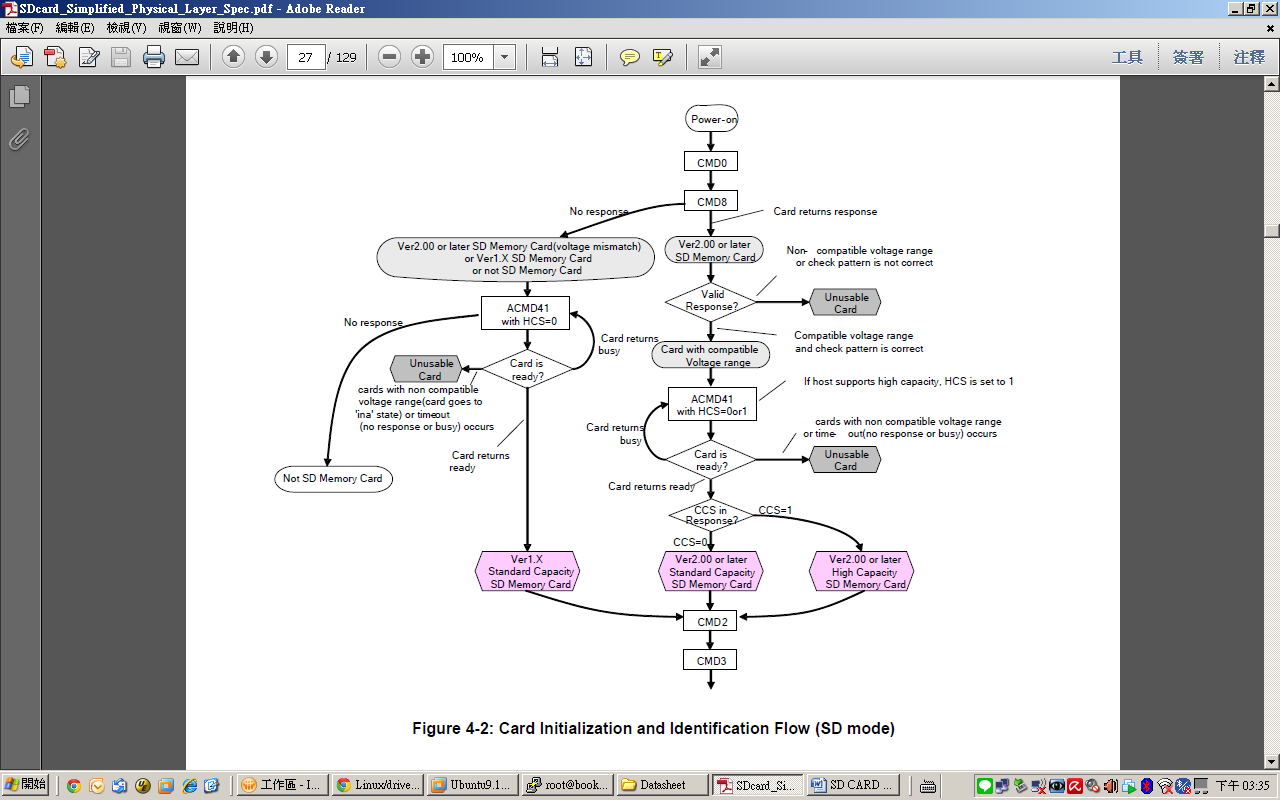 SDcard_Simplified_Physical_Layer_Spec.pdf - Adobe Reader
檔案(F) 編輯(E) 檢視(V) 視窗(W) 說明(H)
27 / 129 100% 工具 簽署 注釋
Power-on
CMD0
CMD8
No response
Card returns response
Ver2.00 or later SD Memory Card(voltage mismatch)
or Ver1.X SD Memory Card
or not SD Memory Card
Ver2.00 or later
SD Memory Card
Non- compatible voltage range
or check pattern is not correct
Valid
Response?
Unusable
Card
ACMD41
with HCS=0
No response
Card returns
busy
Compatible voltage range
and check pattern is correct
Card with compatible
Voltage range
Unusable
Card
Card is
ready?
cards with non compatible
voltage range(card goes to
'ina' state) or timeout
(no response or busy) occurs
If host supports high capacity, HCS is set to 1
ACMD41
with HCS=0or1
Card returns
busy
cards with non compatible voltage range
or time- out(no response or busy) occurs
Card returns
ready
Card is
ready?
Unusable
Card
Not SD Memory Card
Card returns ready
CCS in
Response?
CCS=1
CCS=0
Ver1.X
Standard Capacity
SD Memory Card
Ver2.00 or later
Standard Capacity
SD Memory Card
Ver2.00 or later
High Capacity
SD Memory Card
CMD2
CMD3
Figure 4-2: Card Initialization and Identification Flow (SD mode)
開始 工作區 - I... Linux/drive... Ubuntu9.1... root@book... Datasheet SDcard_Si... SD CARD ... 下午 03:35